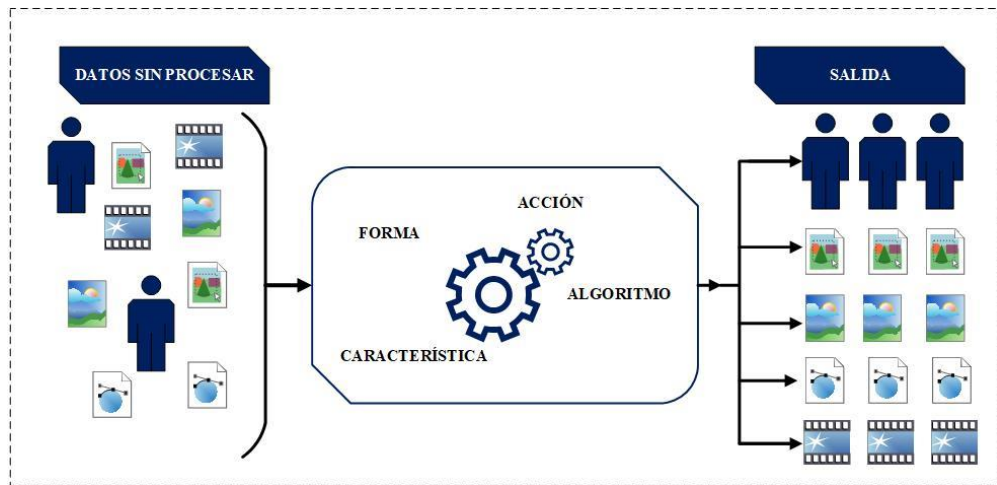 DATOS SIN PROCESAR
SALIDA
ACCIÓN
FORMA
ALGORITMO
CARACTERÍSTICA